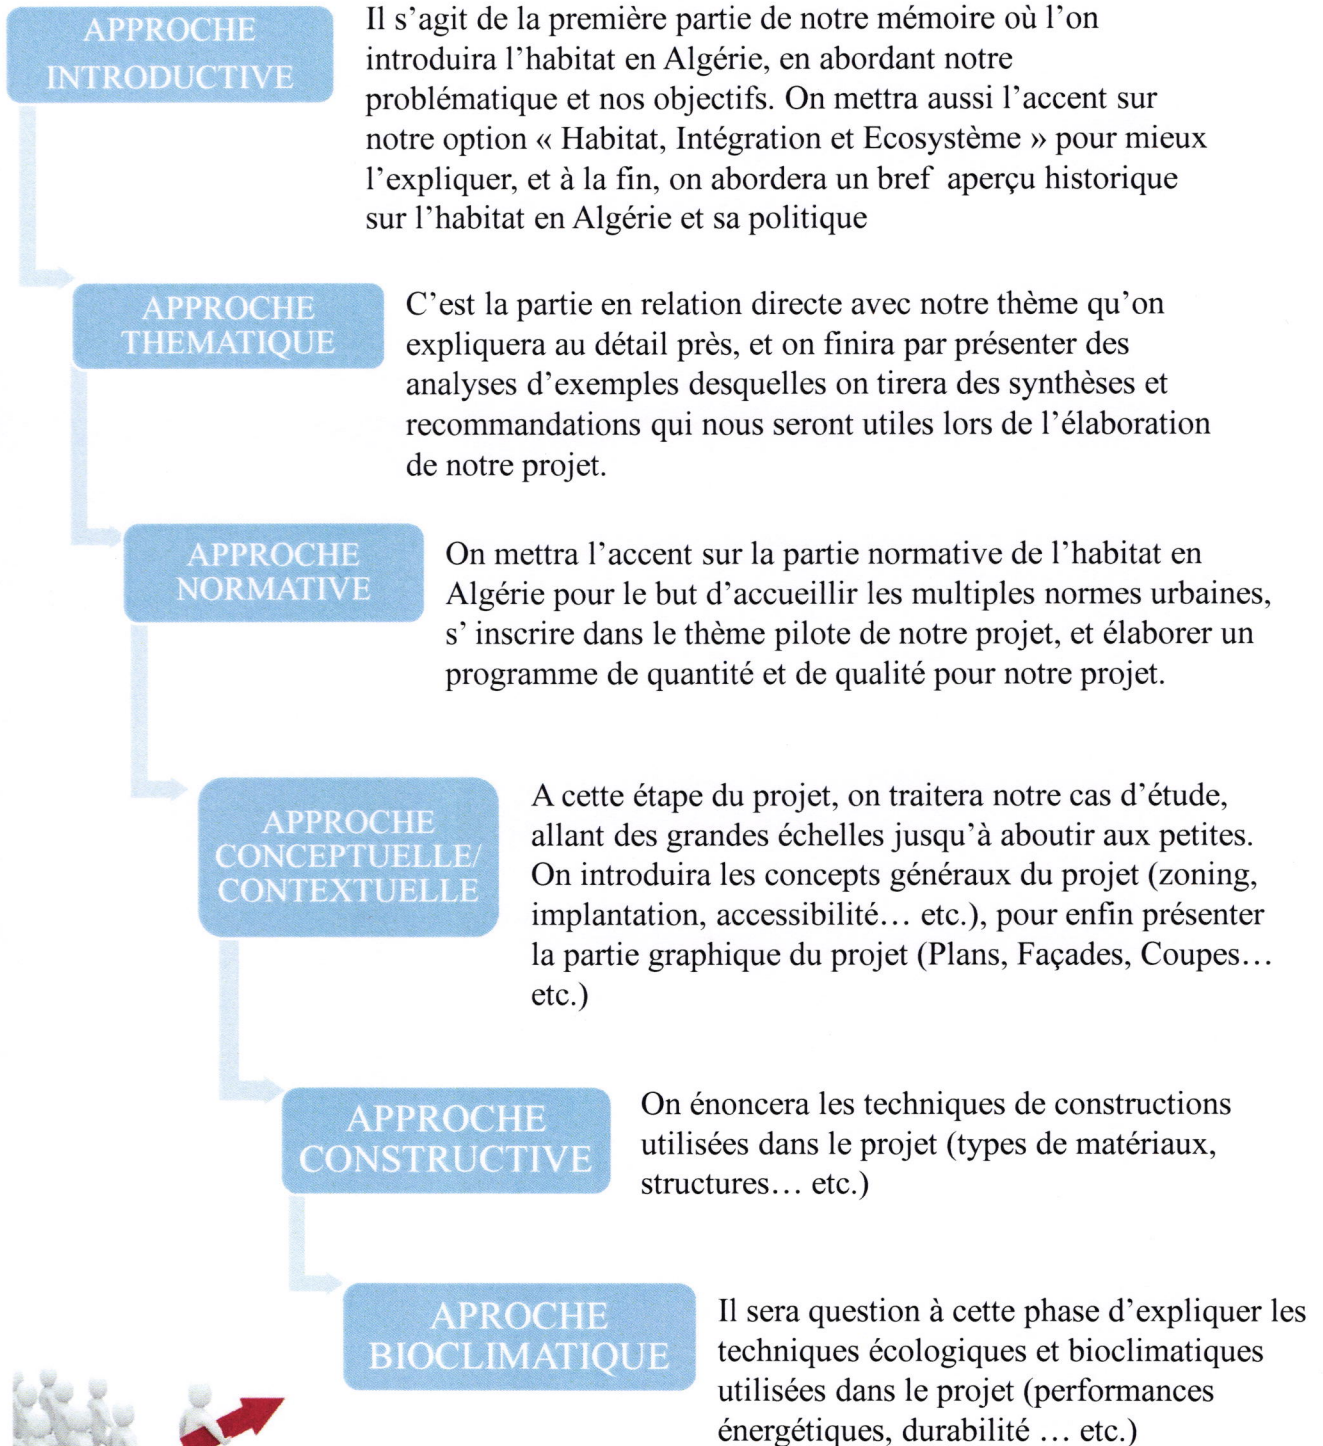 APPROCHE
INTRODUCTIVE
Il s’agit de la première partie de notre mémoire où l’on
introduira l’habitat en Algérie, en abordant notre
problématique et nos objectifs. On mettra aussi l’accent sur
notre option « Habitat, Intégration et Ecosystème » pour mieux
l’expliquer, et à la fin, on abordera un bref aperçu historique
sur l’habitat en Algérie et sa politique
APPROCHE
THEMATIQUE
C’est la partie en relation directe avec notre thème qu’on
expliquera au détail près, et on finira par présenter des
analyses d’exemples desquelles on tirera des synthèses et
recommandations qui nous seront utiles lors de l’élaboration
de notre projet.
APPROCHE
NORMATIVE
On mettra l’accent sur la partie normative de l’habitat en
Algérie pour le but d’accueillir les multiples normes urbaines,
s’ inscrire dans le thème pilote de notre projet, et élaborer un
programme de quantité et de qualité pour notre projet.
APPROCHE
CONCEPTUELLE/
CONTEXTUELLE
A cette étape du projet, on traitera notre cas d’étude,
allant des grandes échelles jusqu’à aboutir aux petites.
On introduira les concepts généraux du projet (zoning,
implantation, accessibilité… etc.), pour enfin présenter
la partie graphique du projet (Plans, Façades, Coupes…
etc.)
APPROCHE
CONSTRUCTIVE
On énoncera les techniques de constructions
utilisées dans le projet (types de matériaux,
structures… etc.)
APROCHE
BIOCLIMATIQUE
Il sera question à cette phase d’expliquer les
techniques écologiques et bioclimatiques
utilisées dans le projet (performances
énergétiques, durabilité … etc.)